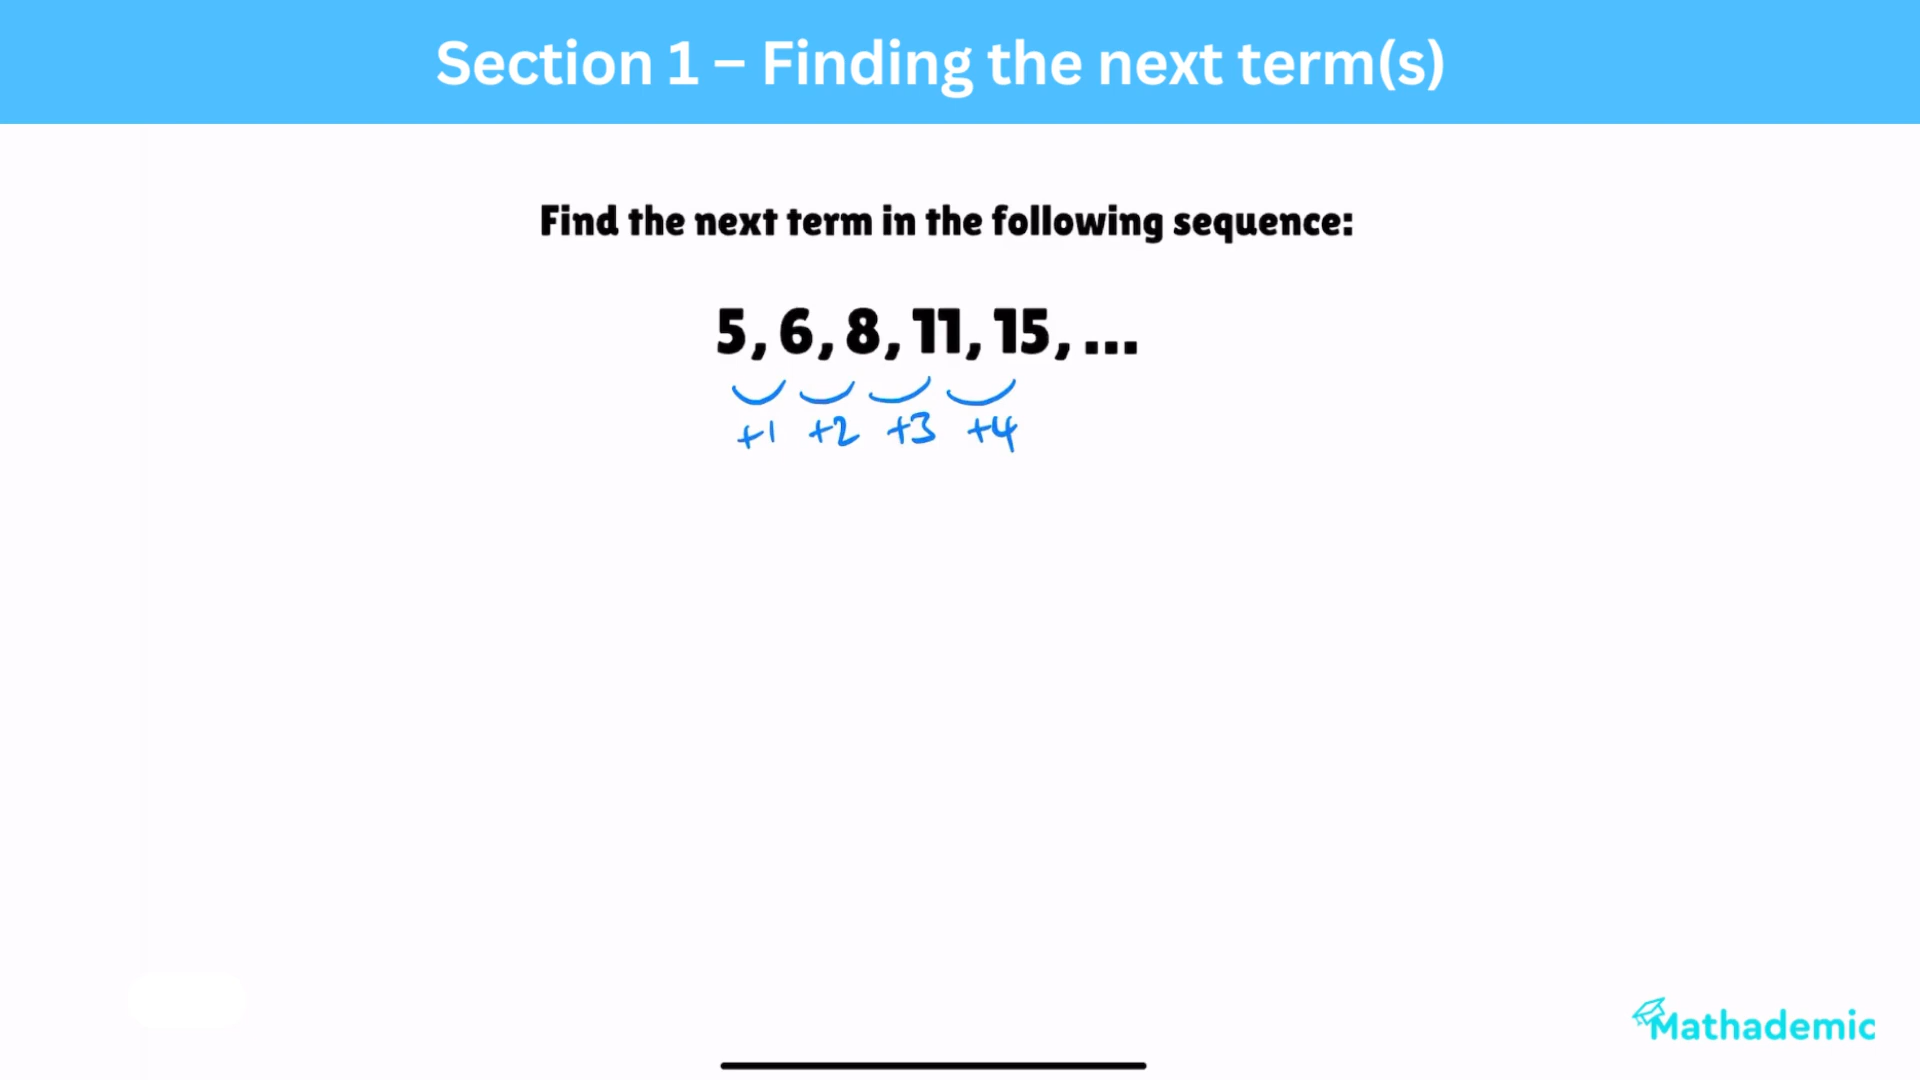 Section 1 – Finding the next term(s)
Find the next term in the following sequence:
5, 6, 8, 11, 15, ...
+1 +2 +3 +4
Mathademic